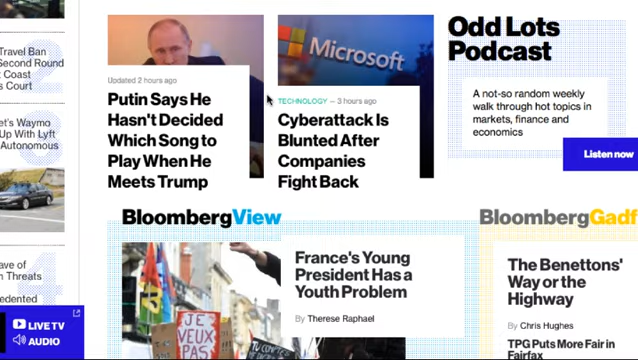 Travel Ban
Second Round
t Coast
s Court
et's Waymo
Up With Lyft
Autonomous
ave of
n Threats
edented
LIVE TV
AUDIO
Updated 2 hours ago
Putin Says He
Hasn't Decided
Which Song to
Play When He
Meets Trump
Microsoft
TECHNOLOGY — 3 hours ago
Cyberattack Is
Blunted After
Companies
Fight Back
Odd Lots
Podcast
A not-so random weekly
walk through hot topics in
markets, finance and
economics
Listen now
BloombergView
JE
VEUX
PAS
France's Young
President Has a
Youth Problem
By Therese Raphael
BloombergGadf
The Benettons'
Way or the
Highway
By Chris Hughes
TPG Puts More Fair in
Fairfax